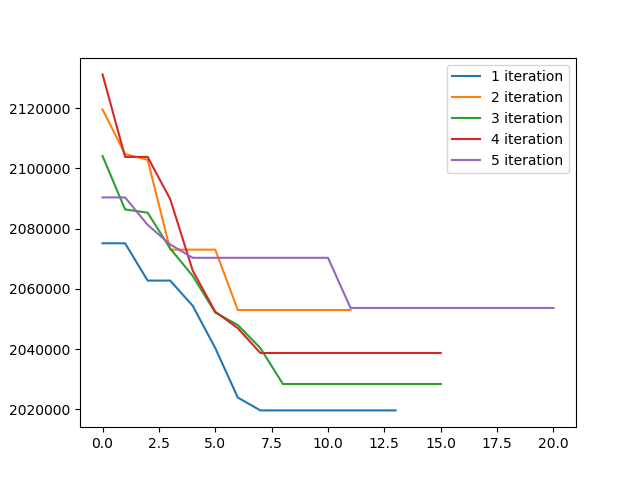 1 iteration
2 iteration
3 iteration
4 iteration
5 iteration
2120000
2100000
2080000
2060000
2040000
2020000
0.0 2.5 5.0 7.5 10.0 12.5 15.0 17.5 20.0